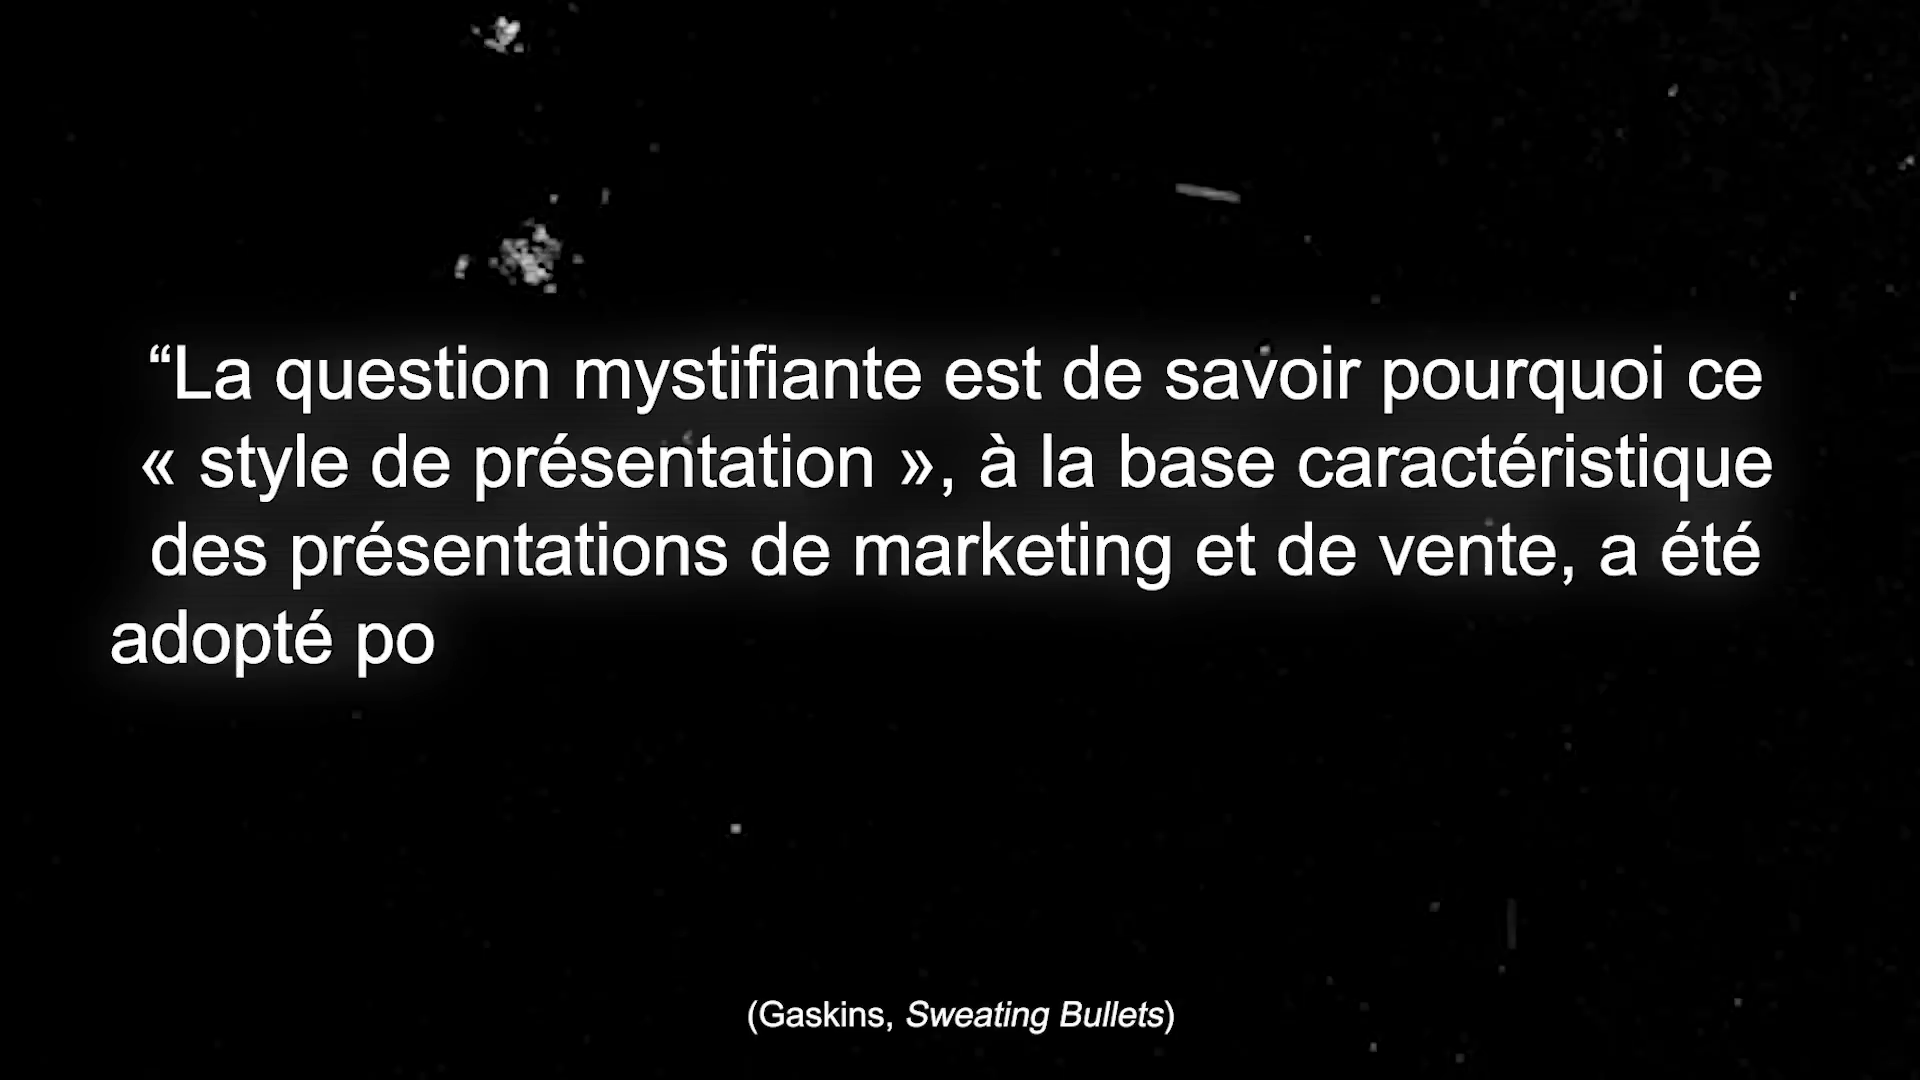 “La question mystifiante est de savoir pourquoi ce
« style de présentation », à la base caractéristique
des présentations de marketing et de vente, a été
adopté po
(Gaskins, Sweating Bullets)